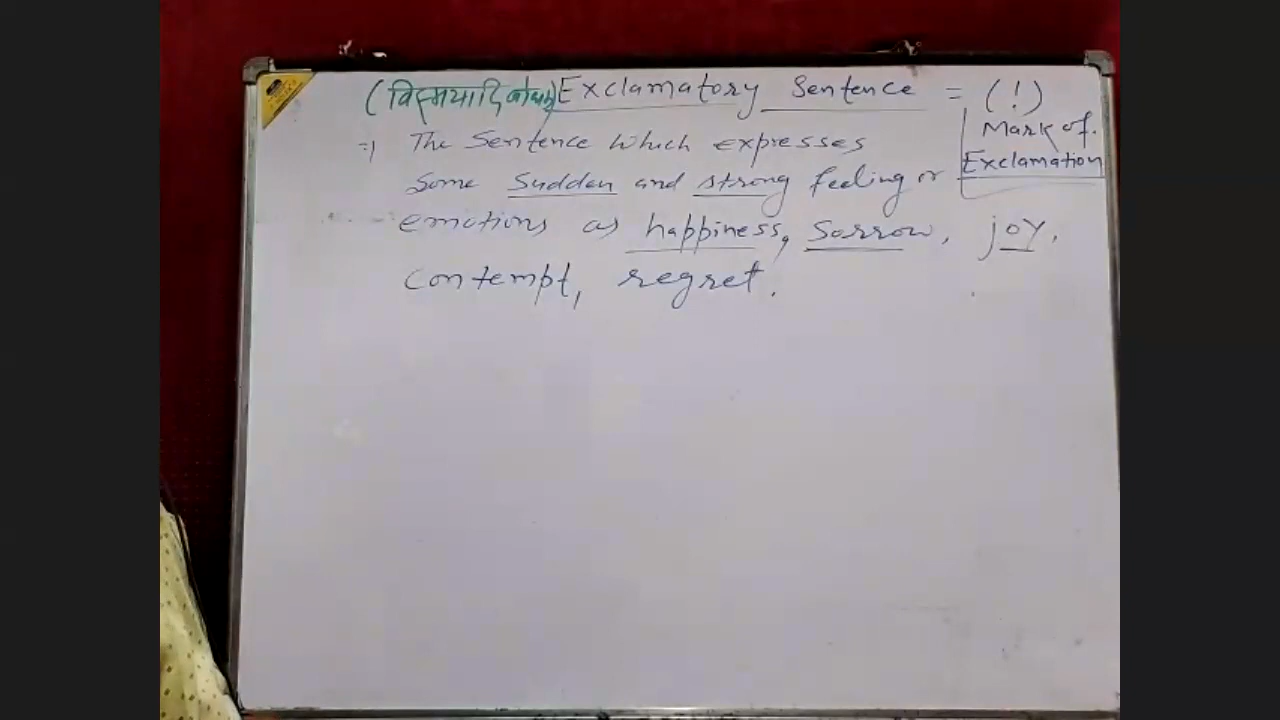 (विस्मयादि बोधक) Exclamatory Sentence = (!)
Mark of.
Exclamation
⇒ The Sentence which expresses
Some Sudden and strong feeling or
emotions as happiness, Sorrow, joy,
contempt, regret.